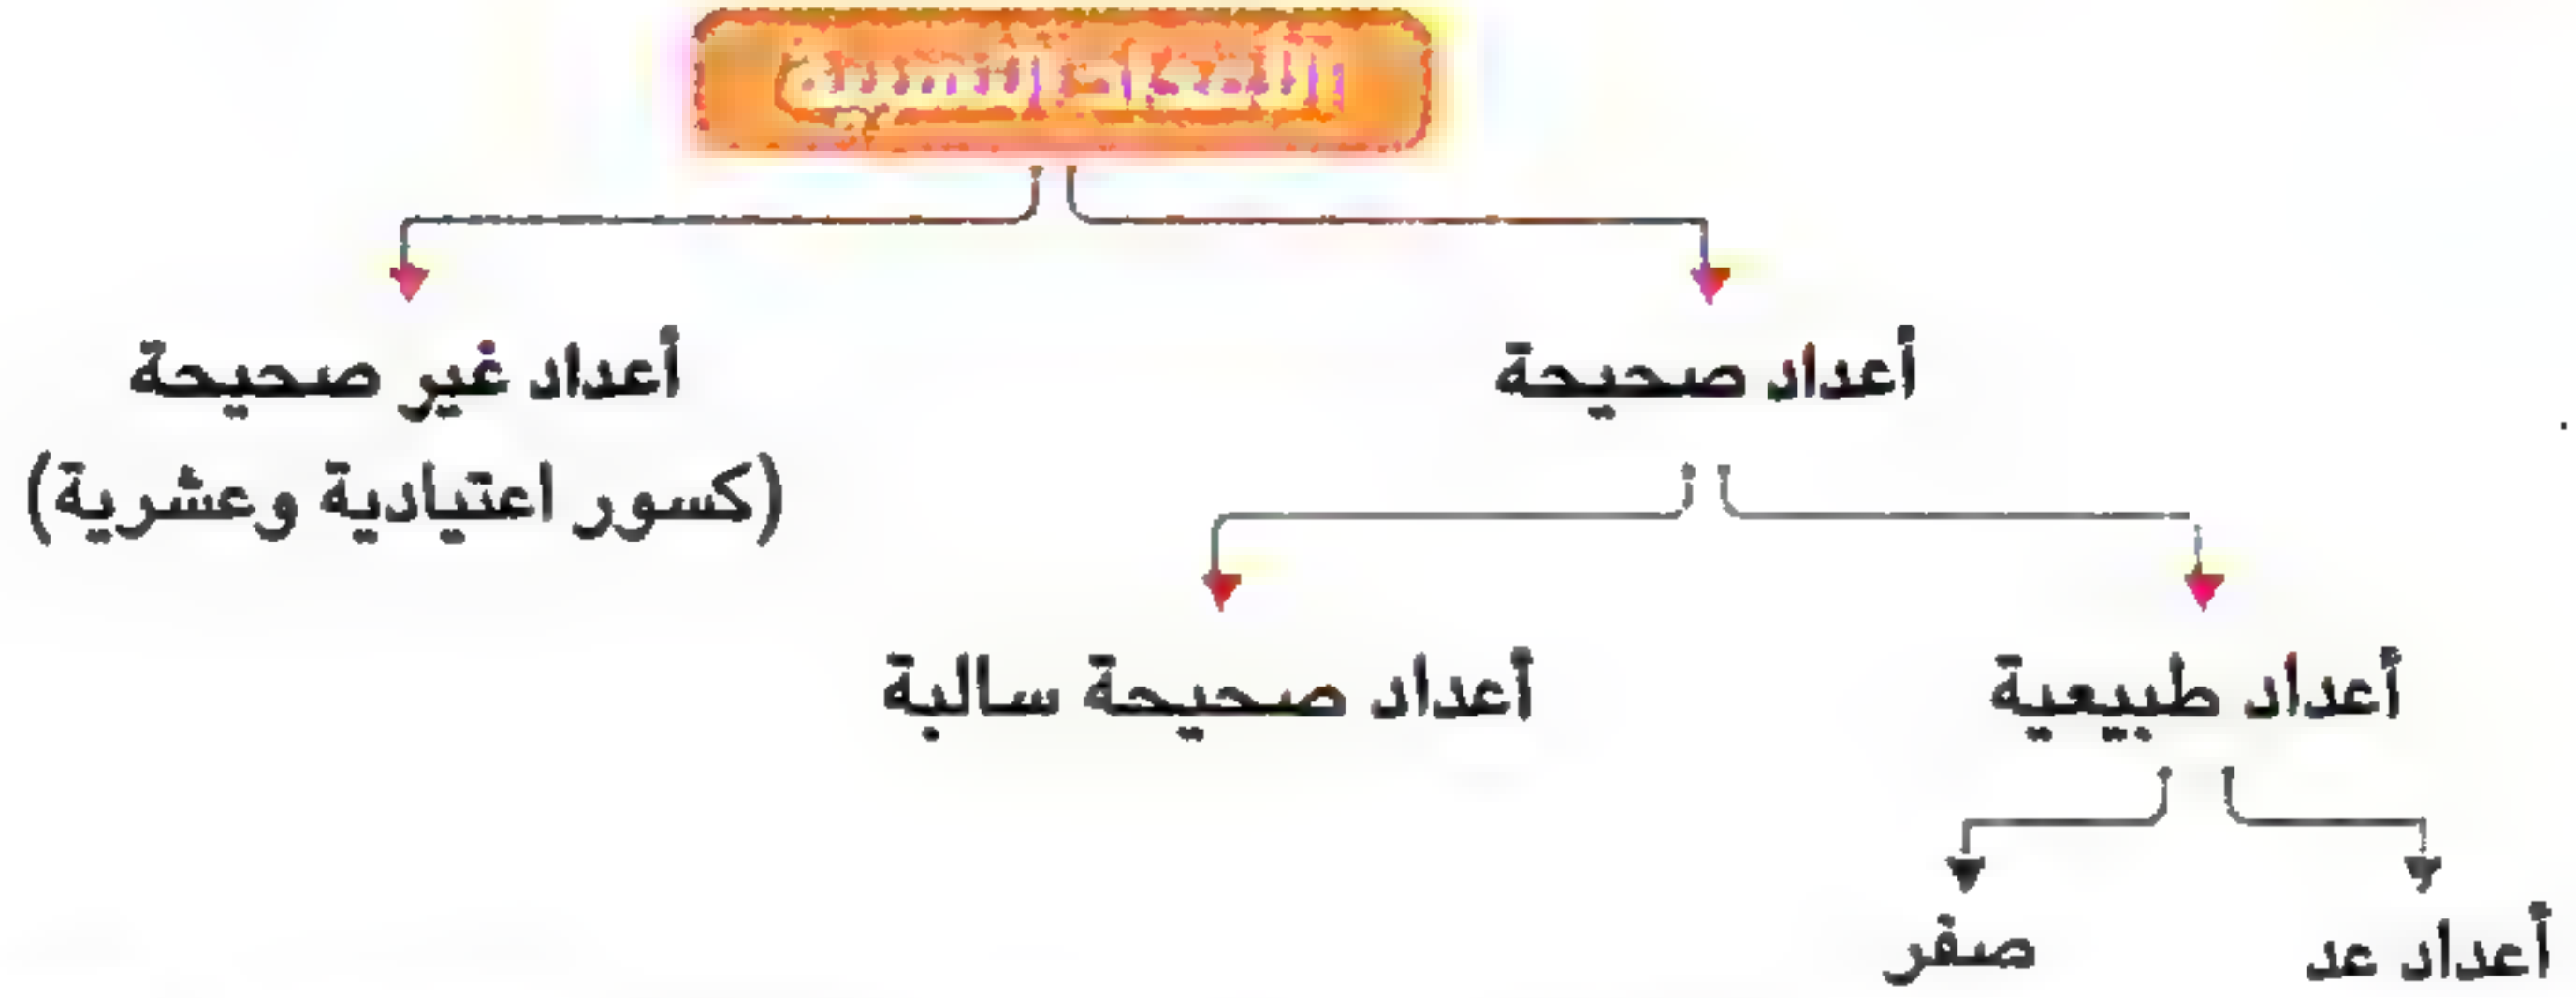 أعداد صحيحة
أعداد غير صحيحة
(كسور اعتيادية وعشرية)
أعداد طبيعية
أعداد صحيحة سالبة
أعداد عد
صفر